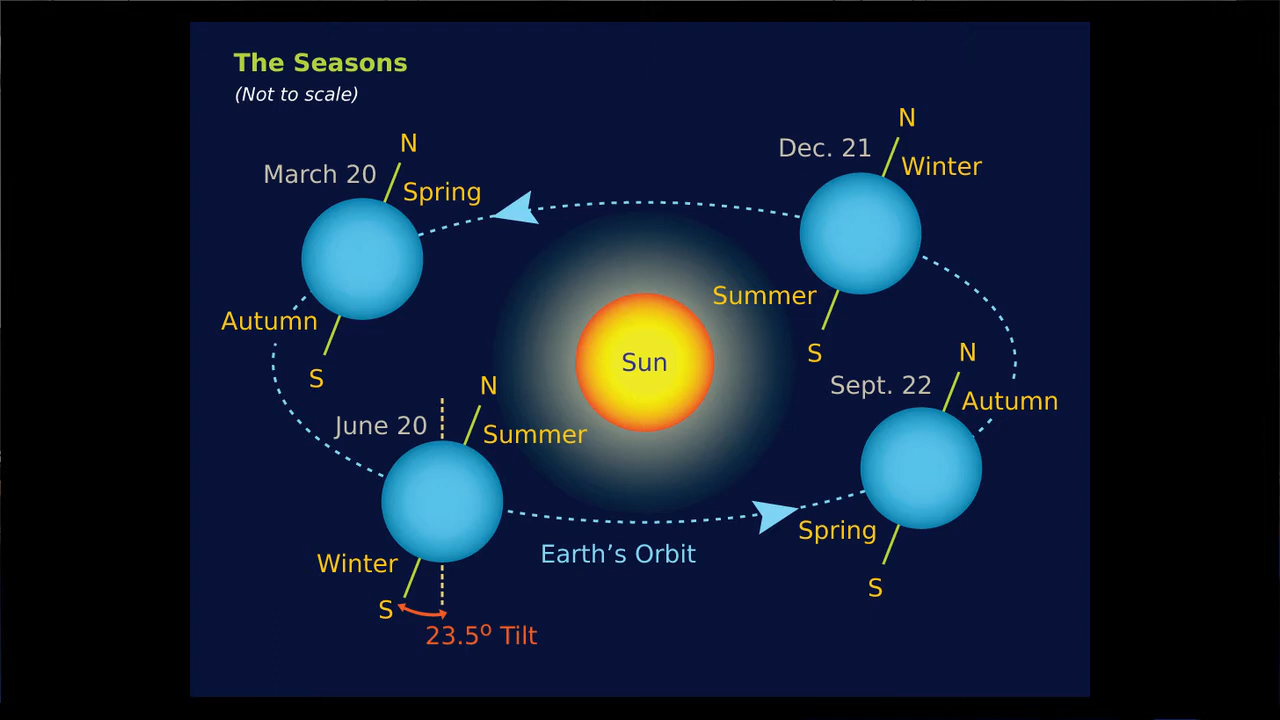 The Seasons
(Not to scale)
N
March 20
Spring
Autumn
S
N
Dec. 21
Winter
Summer
S
Sun
N
June 20
Summer
Winter
S
23.5º Tilt
N
Sept. 22
Autumn
Spring
S
Earth’s Orbit